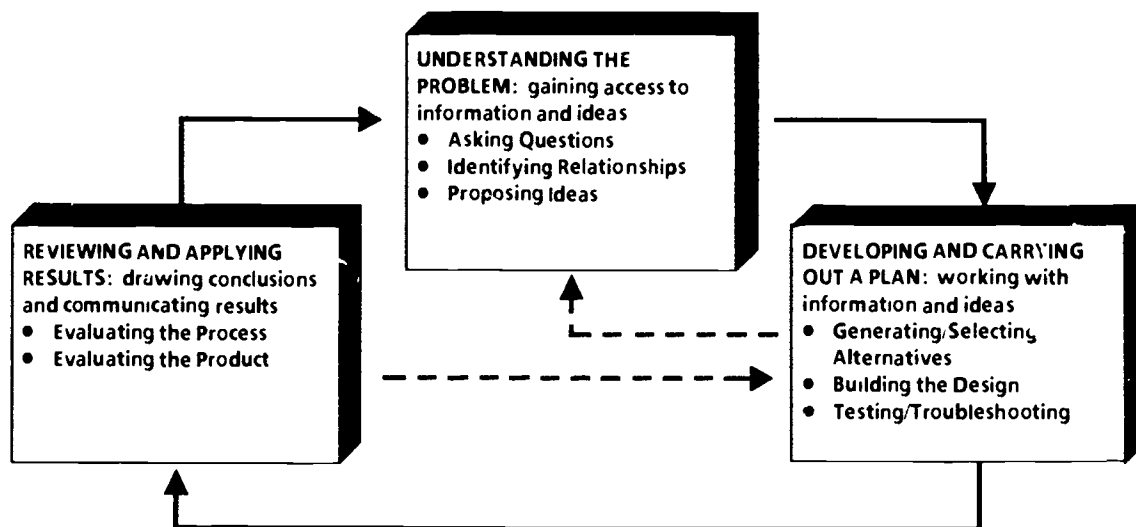 UNDERSTANDING THE
PROBLEM: gaining access to
information and ideas
● Asking Questions
● Identifying Relationships
● Proposing Ideas
REVIEWING AND APPLYING
RESULTS: drawing conclusions
and communicating results
● Evaluating the Process
● Evaluating the Product
DEVELOPING AND CARRYING
OUT A PLAN: working with
information and ideas
● Generating/Selecting
Alternatives
● Building the Design
● Testing/Troubleshooting